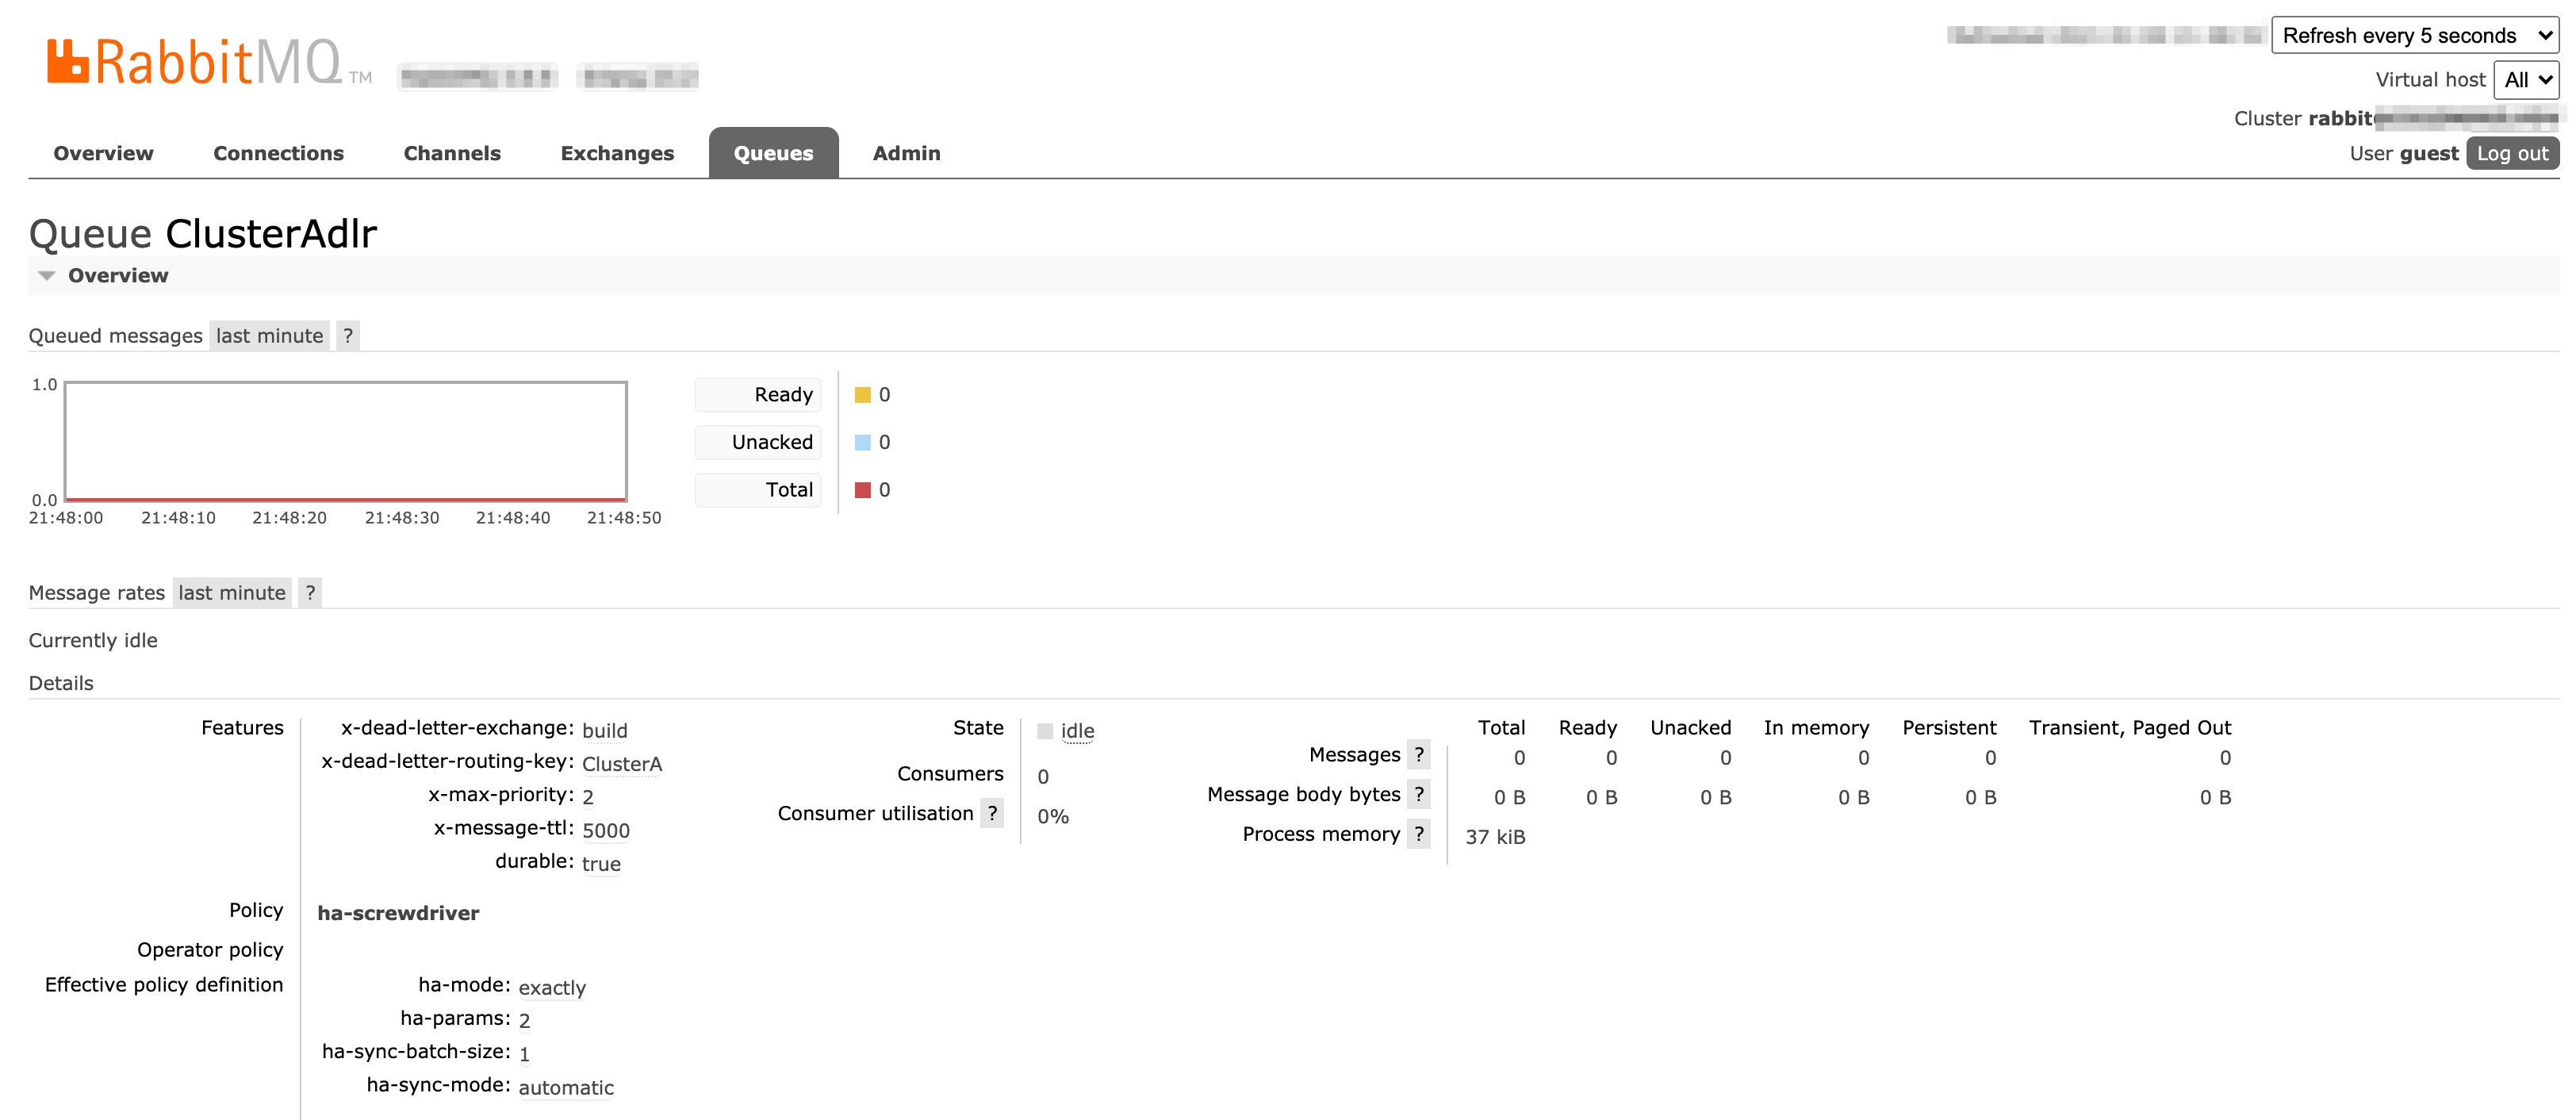 RabbitMQ TM
Refresh every 5 seconds
Virtual host All
Cluster rabbit
Overview Connections Channels Exchanges Queues Admin
User guest Log out
Queue ClusterAdlr
Overview
Queued messages last minute ?
1.0
0.0
21:48:00 21:48:10 21:48:20 21:48:30 21:48:40 21:48:50
Ready 0
Unacked 0
Total 0
Message rates last minute ?
Currently idle
Details
Features
x-dead-letter-exchange: build
x-dead-letter-routing-key: ClusterA
x-max-priority: 2
x-message-ttl: 5000
durable: true
Policy ha-screwdriver
Operator policy
Effective policy definition
ha-mode: exactly
ha-params: 2
ha-sync-batch-size: 1
ha-sync-mode: automatic
State idle
Consumers 0
Consumer utilisation ? 0%
Total Ready Unacked In memory Persistent Transient, Paged Out
Messages ? 0 0 0 0 0 0
Message body bytes ? 0 B 0 B 0 B 0 B 0 B 0 B
Process memory ? 37 kiB